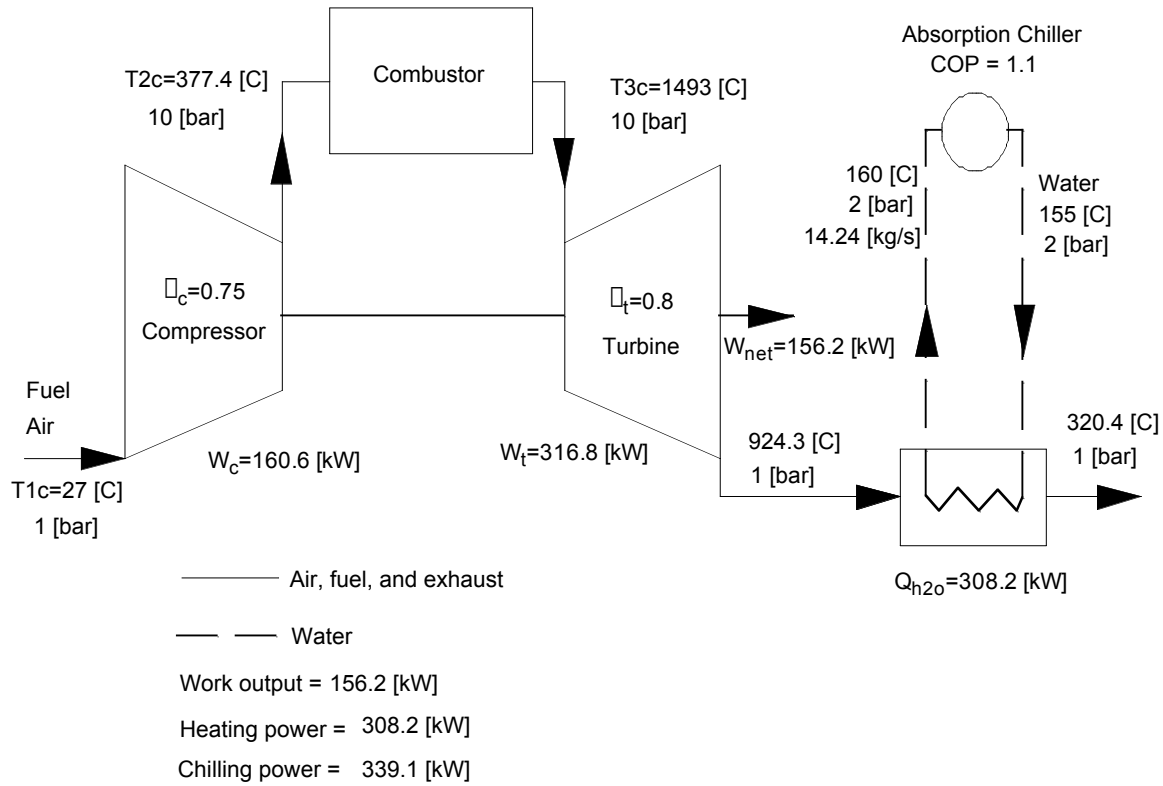 Absorption Chiller
COP = 1.1
T2c=377.4 [C]
10 [bar]
Combustor
T3c=1493 [C]
10 [bar]
160 [C]
2 [bar]
14.24 [kg/s]
Water
155 [C]
2 [bar]
□c=0.75
Compressor
□t=0.8
Turbine
Wnet=156.2 [kW]
Fuel
Air
T1c=27 [C]
1 [bar]
Wc=160.6 [kW]
Wt=316.8 [kW]
924.3 [C]
1 [bar]
320.4 [C]
1 [bar]
Qh2o=308.2 [kW]
Air, fuel, and exhaust
Water
Work output = 156.2 [kW]
Heating power = 308.2 [kW]
Chilling power = 339.1 [kW]